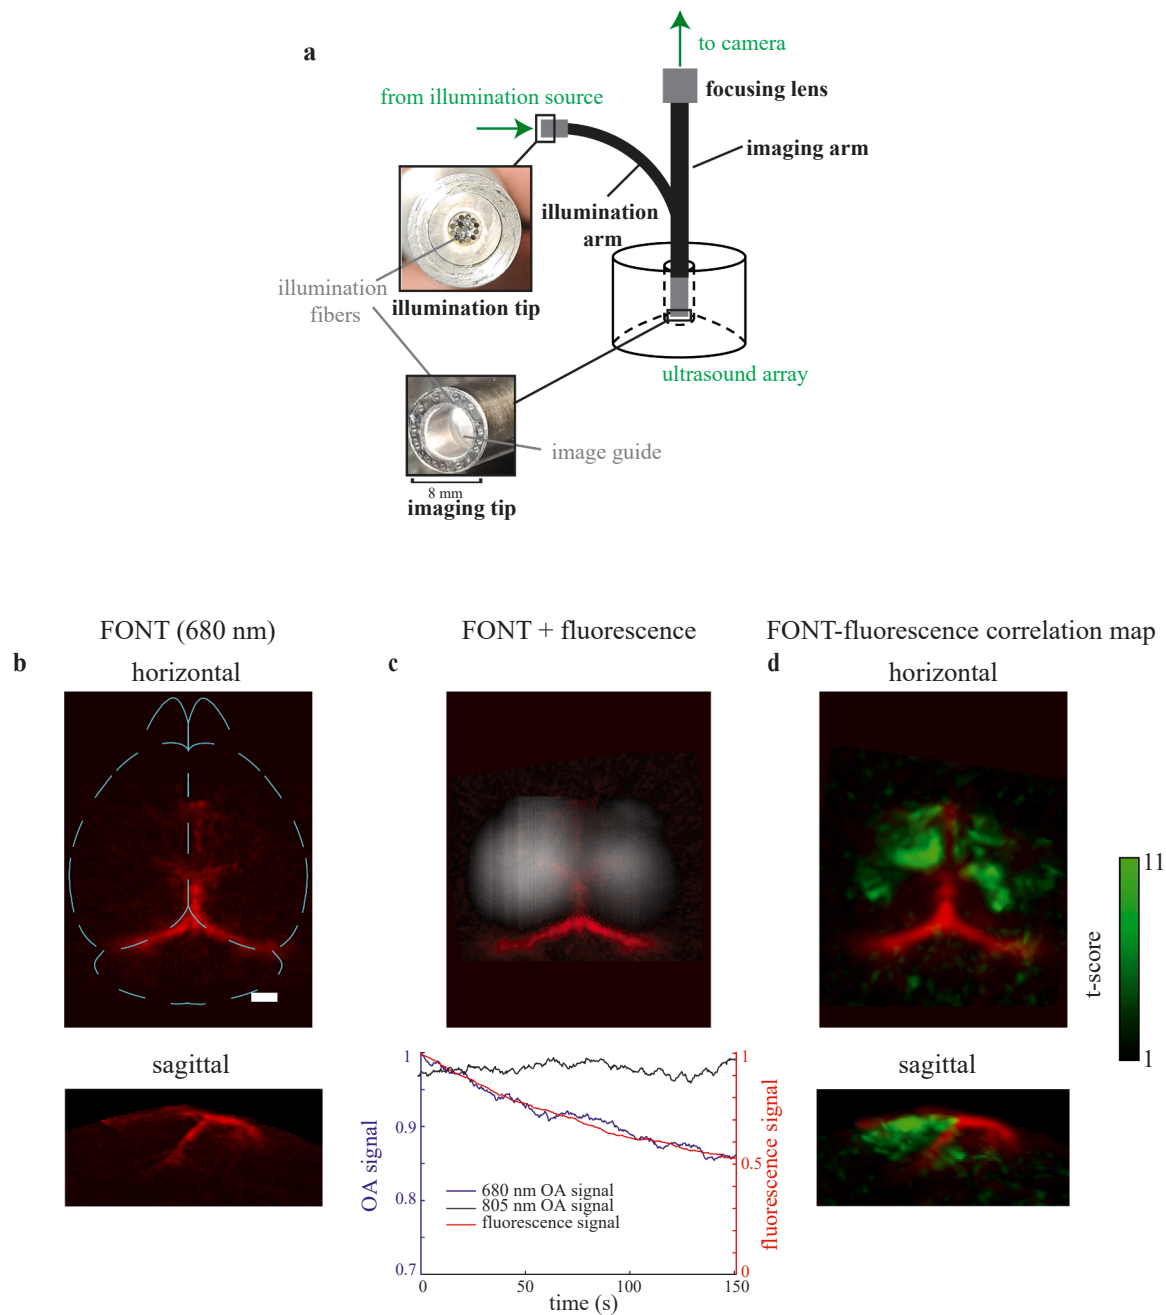 a
to camera
focusing lens
from illumination source
imaging arm
illumination
arm
illumination
fibers
illumination tip
ultrasound array
image guide
8 mm
imaging tip
FONT (680 nm)
FONT + fluorescence
FONT-fluorescence correlation map
b
horizontal
c
d
horizontal
11
t-score
1
sagittal
sagittal
1
0.9
0.8
0.7
OA signal
1
0.5
0
fluorescence signal
680 nm OA signal
805 nm OA signal
fluorescence signal
0
50
100
150
time (s)